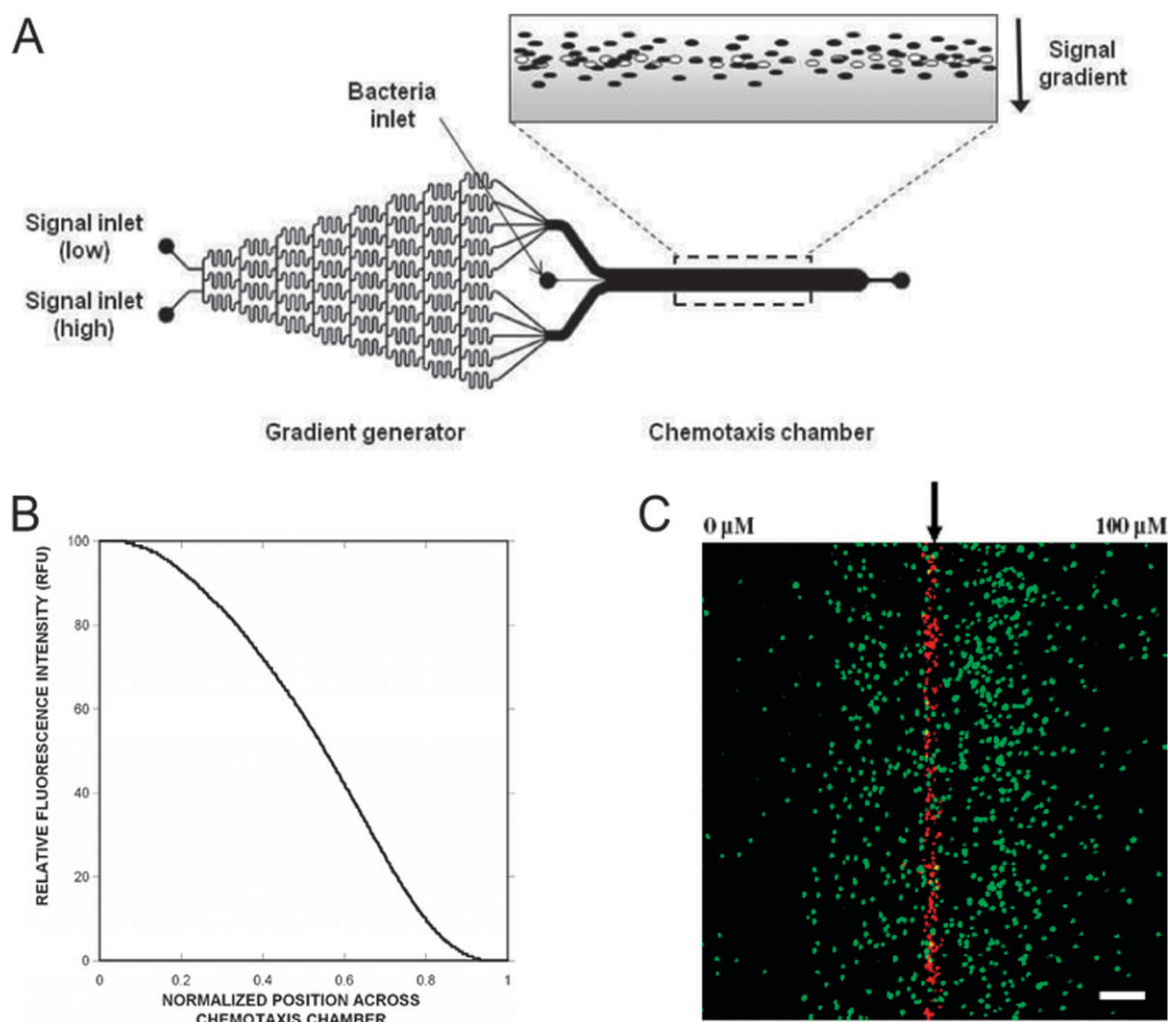 A
Signal
gradient
Bacteria
inlet
Signal inlet
(low)
Signal inlet
(high)
Gradient generator
Chemotaxis chamber
B
RELATIVE FLUORESCENCE INTENSITY (RFU)
100
80
60
40
20
0
0 0.2 0.4 0.6 0.8 1
NORMALIZED POSITION ACROSS
CHEMOTAXIS CHAMBER
C
0 µM
100 µM